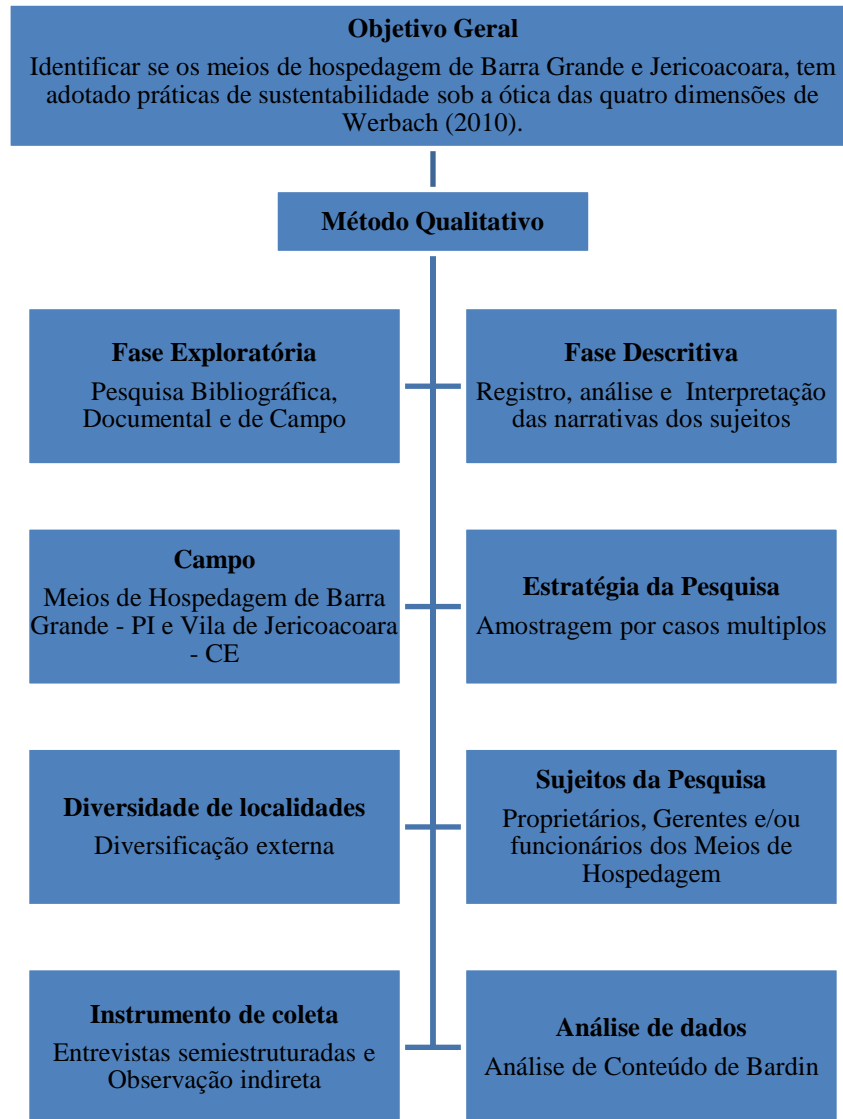 Objetivo Geral
Identificar se os meios de hospedagem de Barra Grande e Jericoacoara, tem
adotado práticas de sustentabilidade sob a ótica das quatro dimensões de
Werbach (2010).
Método Qualitativo
Fase Exploratória
Pesquisa Bibliográfica,
Documental e de Campo
Fase Descritiva
Registro, análise e Interpretação
das narrativas dos sujeitos
Campo
Meios de Hospedagem de Barra
Grande - PI e Vila de Jericoacoara
- CE
Estratégia da Pesquisa
Amostragem por casos multiplos
Diversidade de localidades
Diversificação externa
Sujeitos da Pesquisa
Proprietários, Gerentes e/ou
funcionários dos Meios de
Hospedagem
Instrumento de coleta
Entrevistas semiestruturadas e
Observação indireta
Análise de dados
Análise de Conteúdo de Bardin